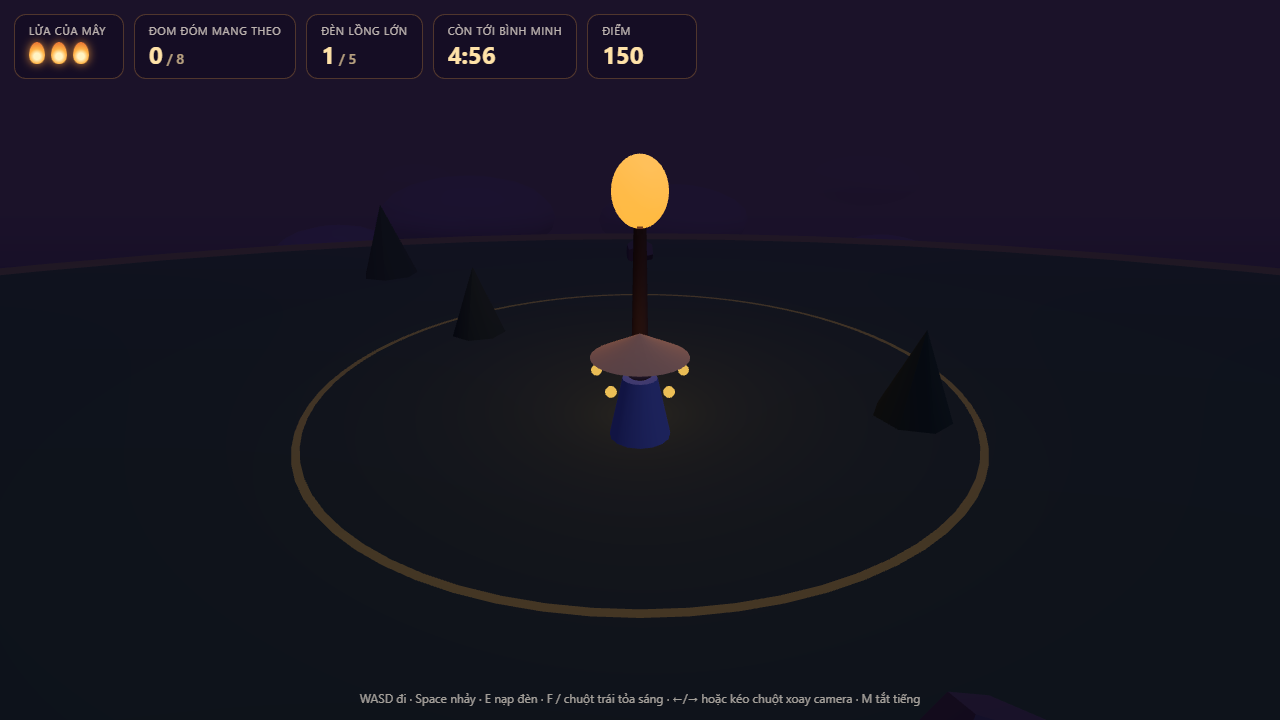 LỬA CỦA MÂY
ĐOM ĐÓM MANG THEO
0 / 8
ĐÈN LỒNG LỚN
1 / 5
CÒN TỚI BÌNH MINH
4:56
ĐIỂM
150
WASD đi · Space nhảy · E nạp đèn · F / chuột trái tỏa sáng · ←/→ hoặc kéo chuột xoay camera · M tắt tiếng